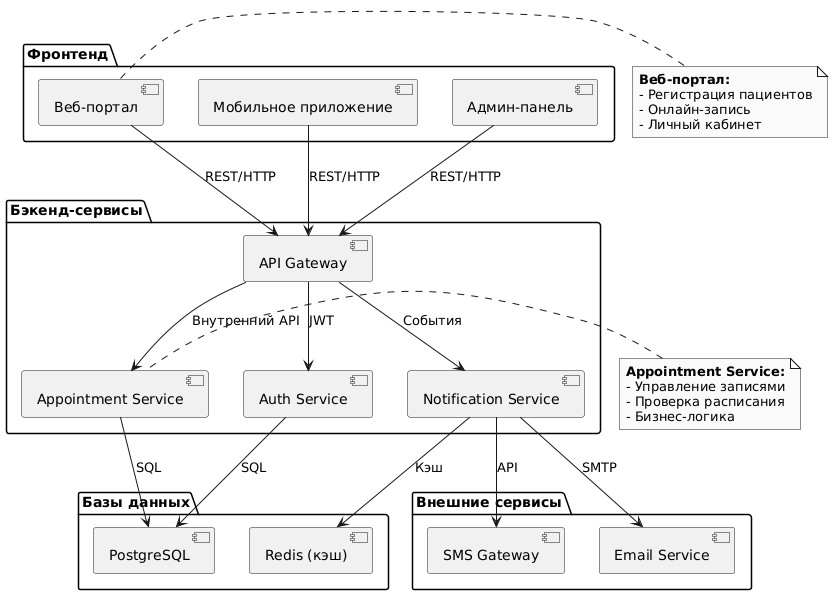 Фронтенд
Веб-портал
Мобильное приложение
Админ-панель
Веб-портал:
- Регистрация пациентов
- Онлайн-запись
- Личный кабинет
REST/HTTP
REST/HTTP
REST/HTTP
Бэкенд-сервисы
API Gateway
Внутренний API
JWT
События
Appointment Service
Auth Service
Notification Service
Appointment Service:
- Управление записями
- Проверка расписания
- Бизнес-логика
SQL
SQL
Кэш
API
SMTP
Базы данных
PostgreSQL
Redis (кэш)
Внешние сервисы
SMS Gateway
Email Service